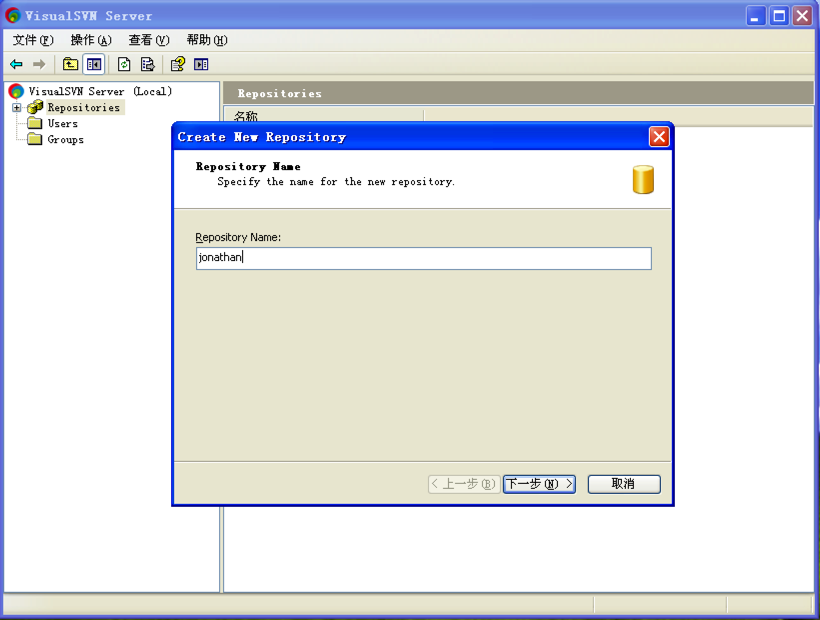 VisualSVN Server
文件(F) 操作(A) 查看(V) 帮助(H)
VisualSVN Server (Local)
Repositories
Users
Groups
Repositories
名称
Create New Repository
Repository Name
Specify the name for the new repository.
Repository Name:
jonathan
< 上一步(B) 下一步(N) > 取消